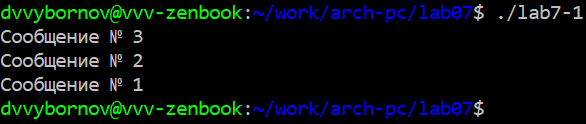 dvvybornov@vvv-zenbook:~/work/arch-pc/lab07$ ./lab7-1
Сообщение № 3
Сообщение № 2
Сообщение № 1
dvvybornov@vvv-zenbook:~/work/arch-pc/lab07$